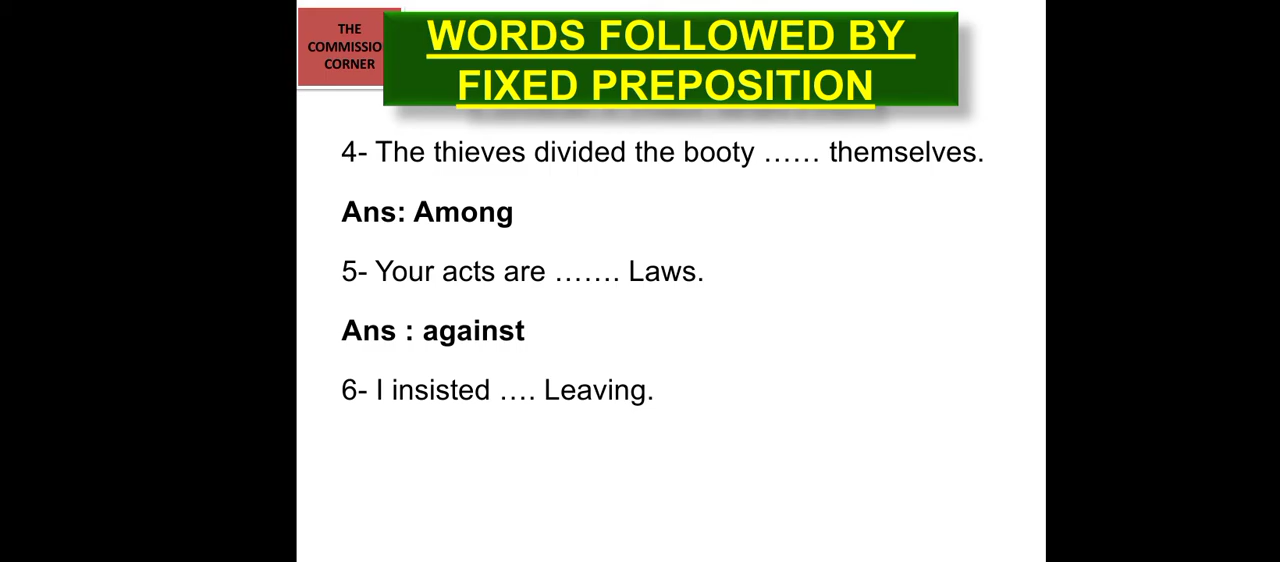 THE
COMMISSIO
CORNER
WORDS FOLLOWED BY
FIXED PREPOSITION
4- The thieves divided the booty …… themselves.
Ans: Among
5- Your acts are ……. Laws.
Ans : against
6- I insisted …. Leaving.